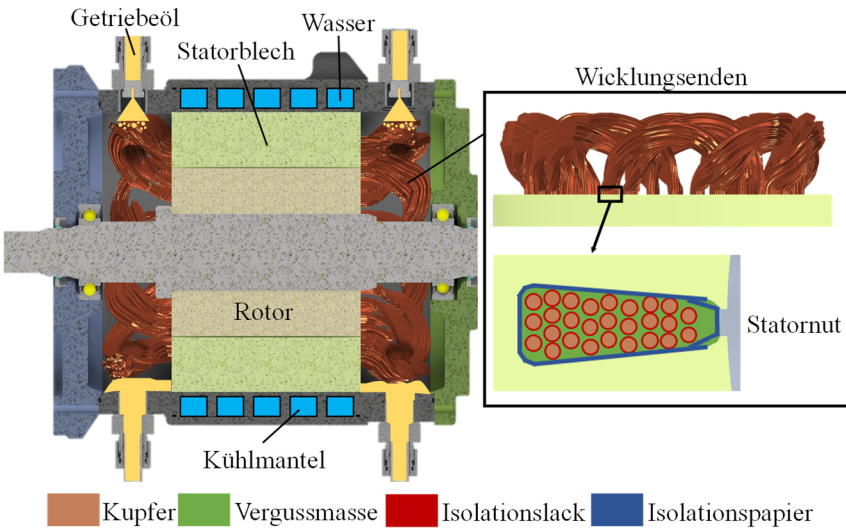 Getriebeöl
Wasser
Statorblech
Wicklungsenden
Rotor
Statornut
Kühlmantel
Kupfer
Vergussmasse
Isolationslack
Isolationspapier